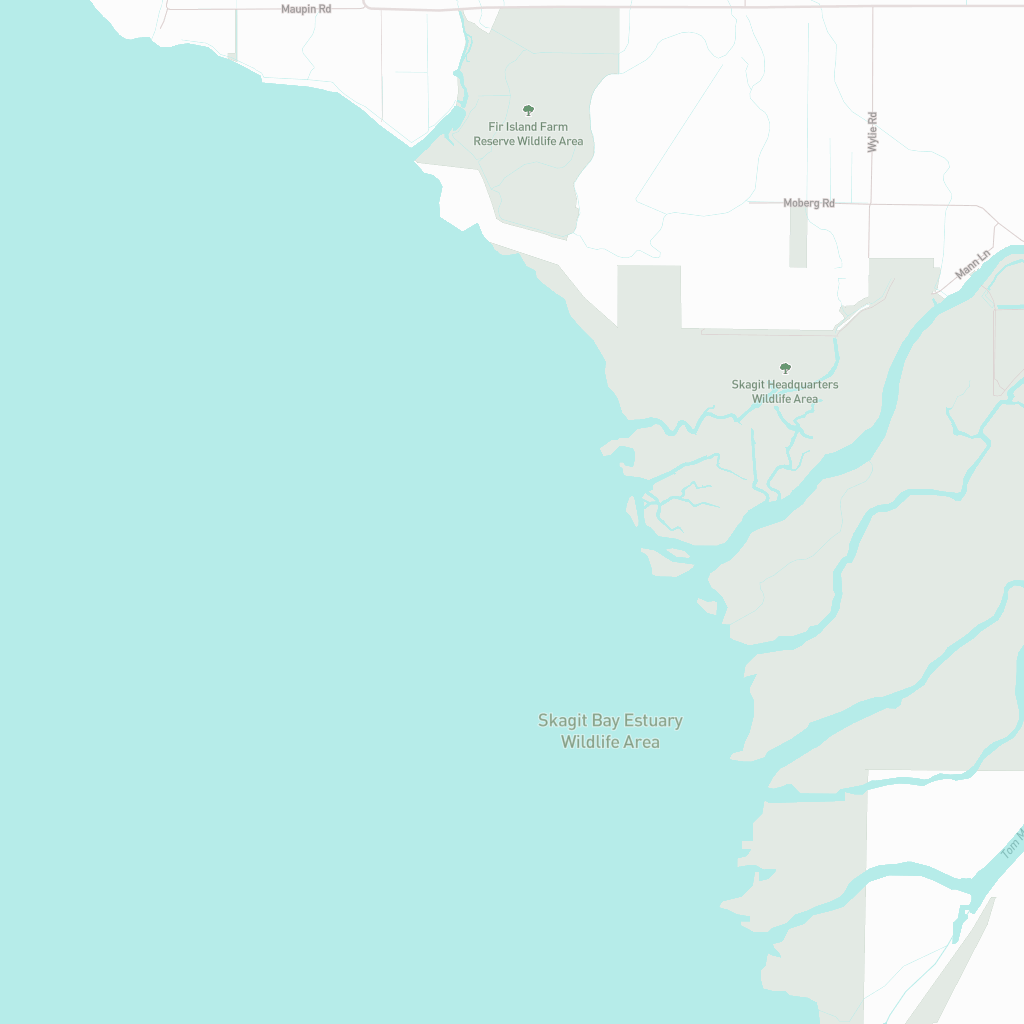 Maupin Rd
Fir Island Farm
Reserve Wildlife Area
Wylie Rd
Moberg Rd
Mann Ln
Skagit Headquarters
Wildlife Area
Skagit Bay Estuary
Wildlife Area
Tom